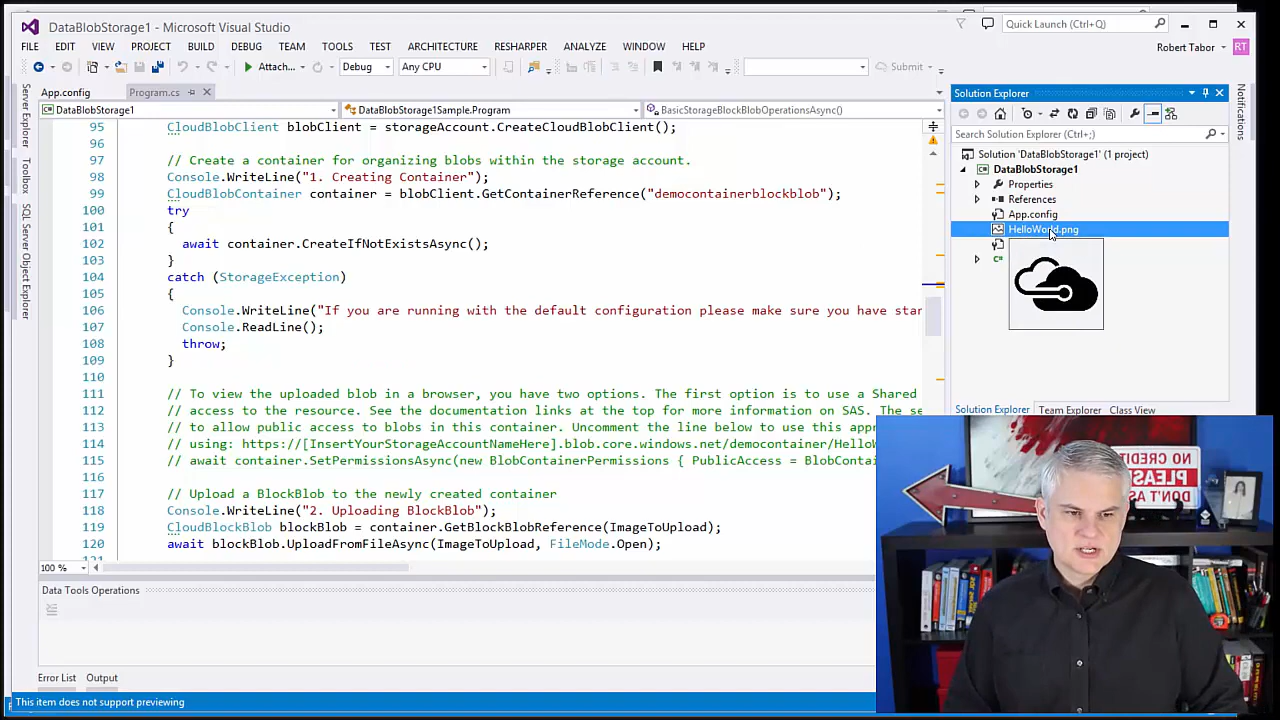 DataBlobStorage1 - Microsoft Visual Studio
Quick Launch (Ctrl+Q)
FILE EDIT VIEW PROJECT BUILD DEBUG TEAM TOOLS TEST ARCHITECTURE RESHARPER ANALYZE WINDOW HELP
Robert Tabor RT
Attach... Debug Any CPU Submit
App.config Program.cs
DataBlobStorage1 DataBlobStorage1Sample.Program BasicStorageBlockBlobOperationsAsync()
95 CloudBlobClient blobClient = storageAccount.CreateCloudBlobClient();
96
97 // Create a container for organizing blobs within the storage account.
98 Console.WriteLine("1. Creating Container");
99 CloudBlobContainer container = blobClient.GetContainerReference("democontainerblockblob");
100 try
101 {
102 await container.CreateIfNotExistsAsync();
103 }
104 catch (StorageException)
105 {
106 Console.WriteLine("If you are running with the default configuration please make sure you have star
107 Console.ReadLine();
108 throw;
109 }
110
111 // To view the uploaded blob in a browser, you have two options. The first option is to use a Shared
112 // access to the resource. See the documentation links at the top for more information on SAS. The se
113 // to allow public access to blobs in this container. Uncomment the line below to use this appr
114 // using: https://[InsertYourStorageAccountNameHere].blob.core.windows.net/democontainer/HelloW
115 // await container.SetPermissionsAsync(new BlobContainerPermissions { PublicAccess = BlobContai
116
117 // Upload a BlockBlob to the newly created container
118 Console.WriteLine("2. Uploading BlockBlob");
119 CloudBlockBlob blockBlob = container.GetBlockBlobReference(ImageToUpload);
120 await blockBlob.UploadFromFileAsync(ImageToUpload, FileMode.Open);
100 %
Data Tools Operations
Error List Output
This item does not support previewing
Server Explorer
Toolbox
SQL Server Object Explorer
Solution Explorer
Search Solution Explorer (Ctrl+;)
Solution 'DataBlobStorage1' (1 project)
DataBlobStorage1
Properties
References
App.config
HelloWorld.png
C#
Solution Explorer Team Explorer Class View
Notifications
NO CREDI
PLEAS
DON'T AS